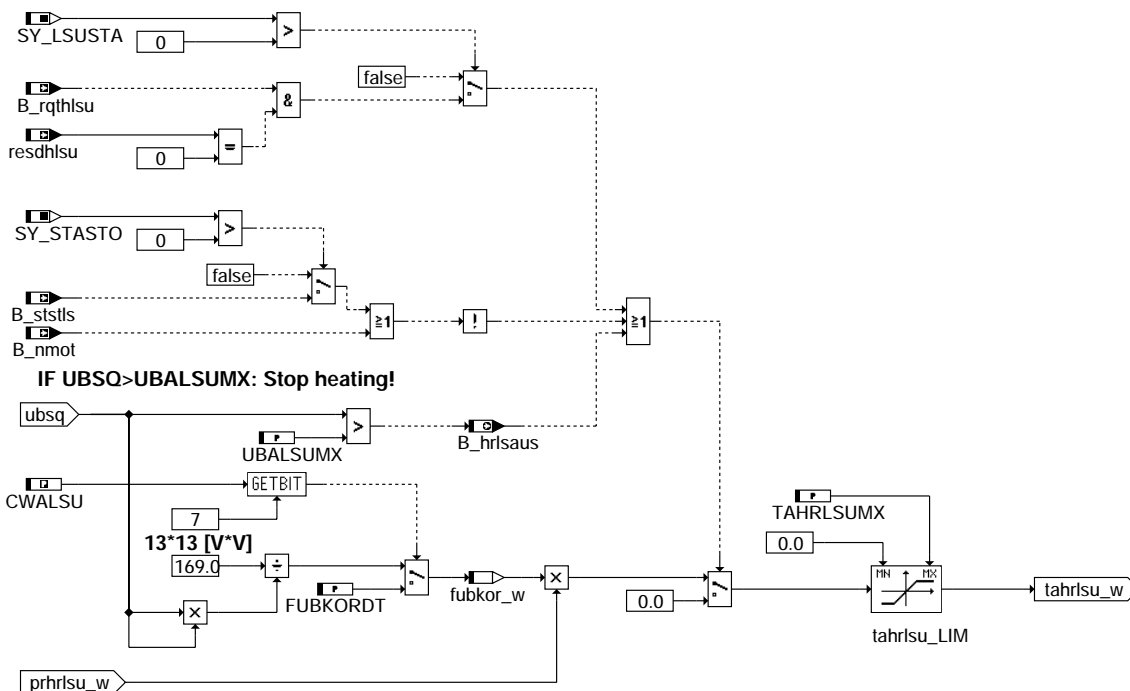 SY_LSUSTA
0
>
false
B_rqthlsu
&
resdhlsu
0
=
SY_STASTO
0
>
false
B_ststls
B_nmot
≥1
!
≥1
IF UBSQ>UBALSUMX: Stop heating!
ubsq
>
UBALSUMX
B_hrlsaus
CWALSU
GETBIT
7
13*13 [V*V]
169.0
÷
P
FUBKORDT
×
fubkor_w
×
0.0
P
TAHRLSUMX
0.0
MN MX
tahrlsu_LIM
tahrlsu_w
prhrlsu_w